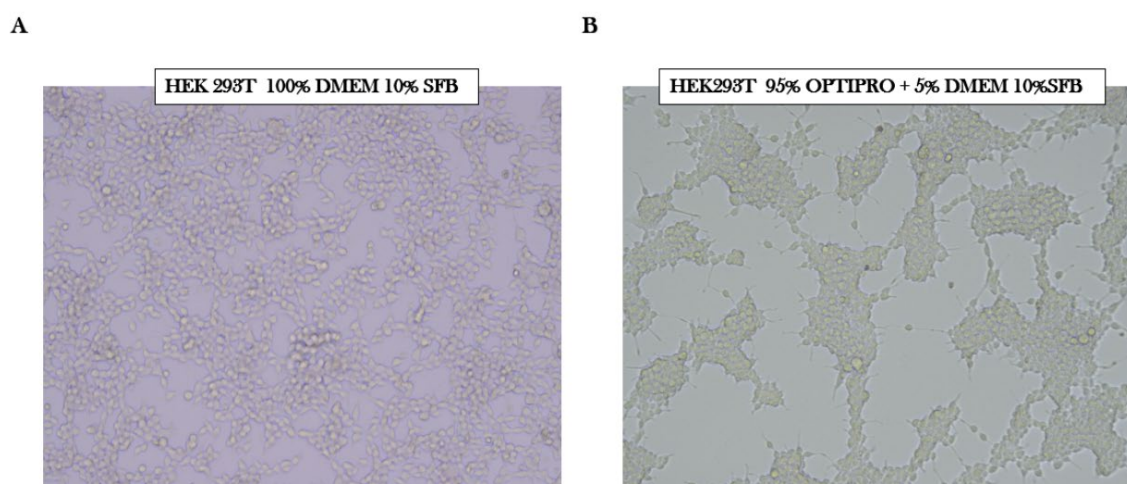 A
B
HEK 293T 100% DMEM 10% SFB
HEK293T 95% OPTIPRO + 5% DMEM 10%SFB